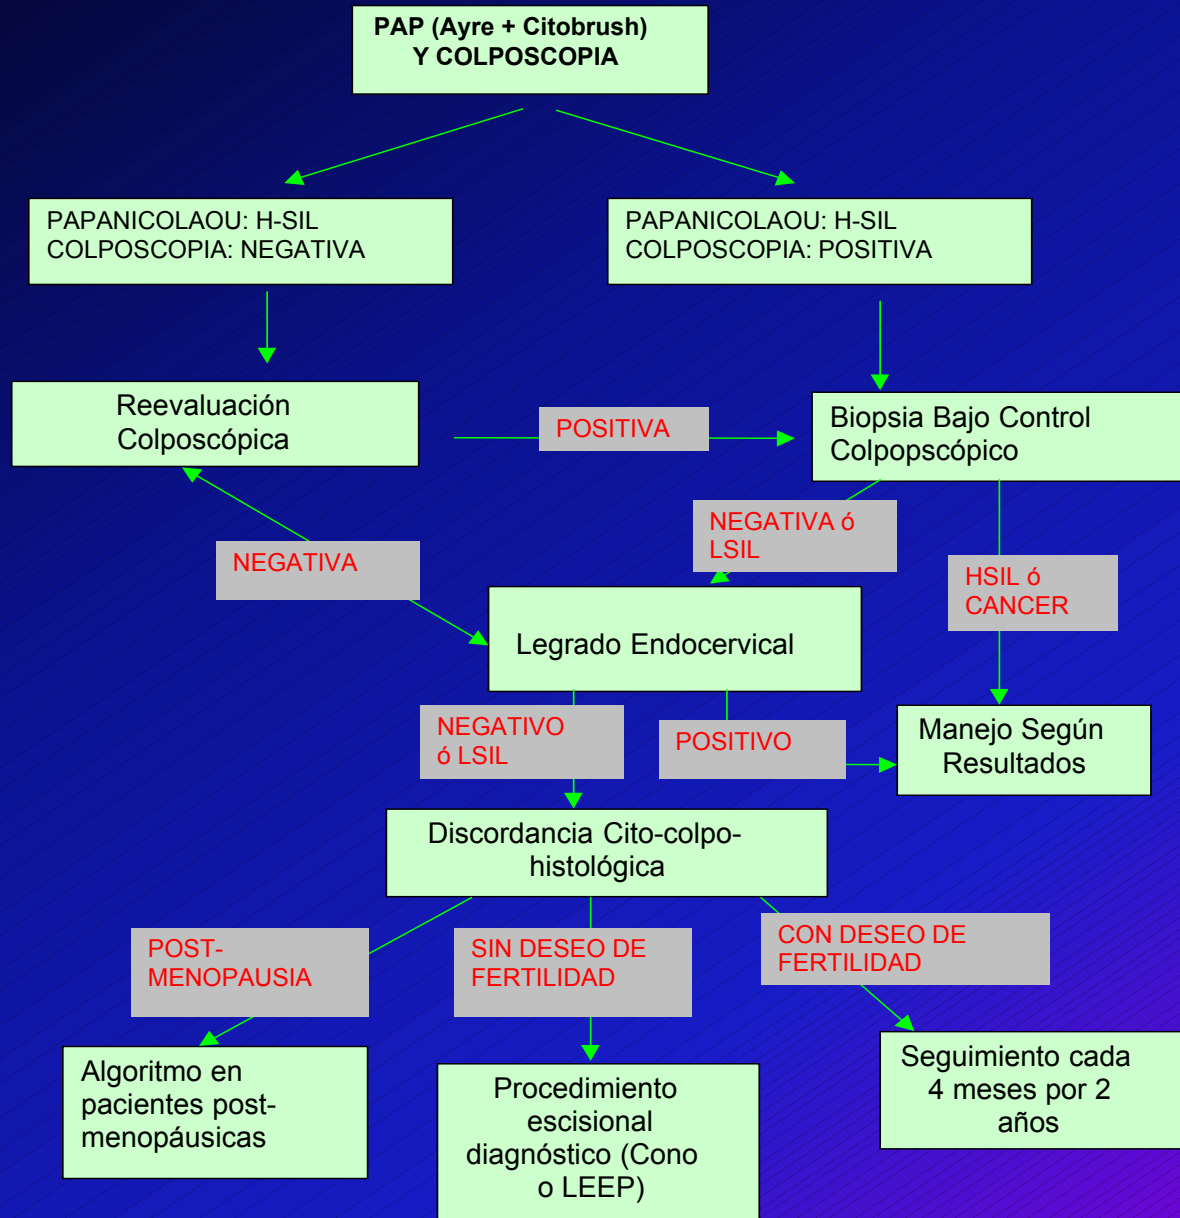 PAP (Ayre + Citobrush)
Y COLPOSCOPIA
PAPANICOLAOU: H-SIL
COLPOSCOPIA: NEGATIVA
PAPANICOLAOU: H-SIL
COLPOSCOPIA: POSITIVA
Reevaluación
Colposcópica
POSITIVA
Biopsia Bajo Control
Colpopscópico
NEGATIVA
NEGATIVA ó
LSIL
HSIL ó
CANCER
Legrado Endocervical
NEGATIVO
ó LSIL
POSITIVO
Manejo Según
Resultados
Discordancia Cito-colpo-
histológica
POST-
MENOPAUSIA
SIN DESEO DE
FERTILIDAD
CON DESEO DE
FERTILIDAD
Algoritmo en
pacientes post-
menopáusicas
Procedimiento
escisional
diagnóstico (Cono
o LEEP)
Seguimiento cada
4 meses por 2
años